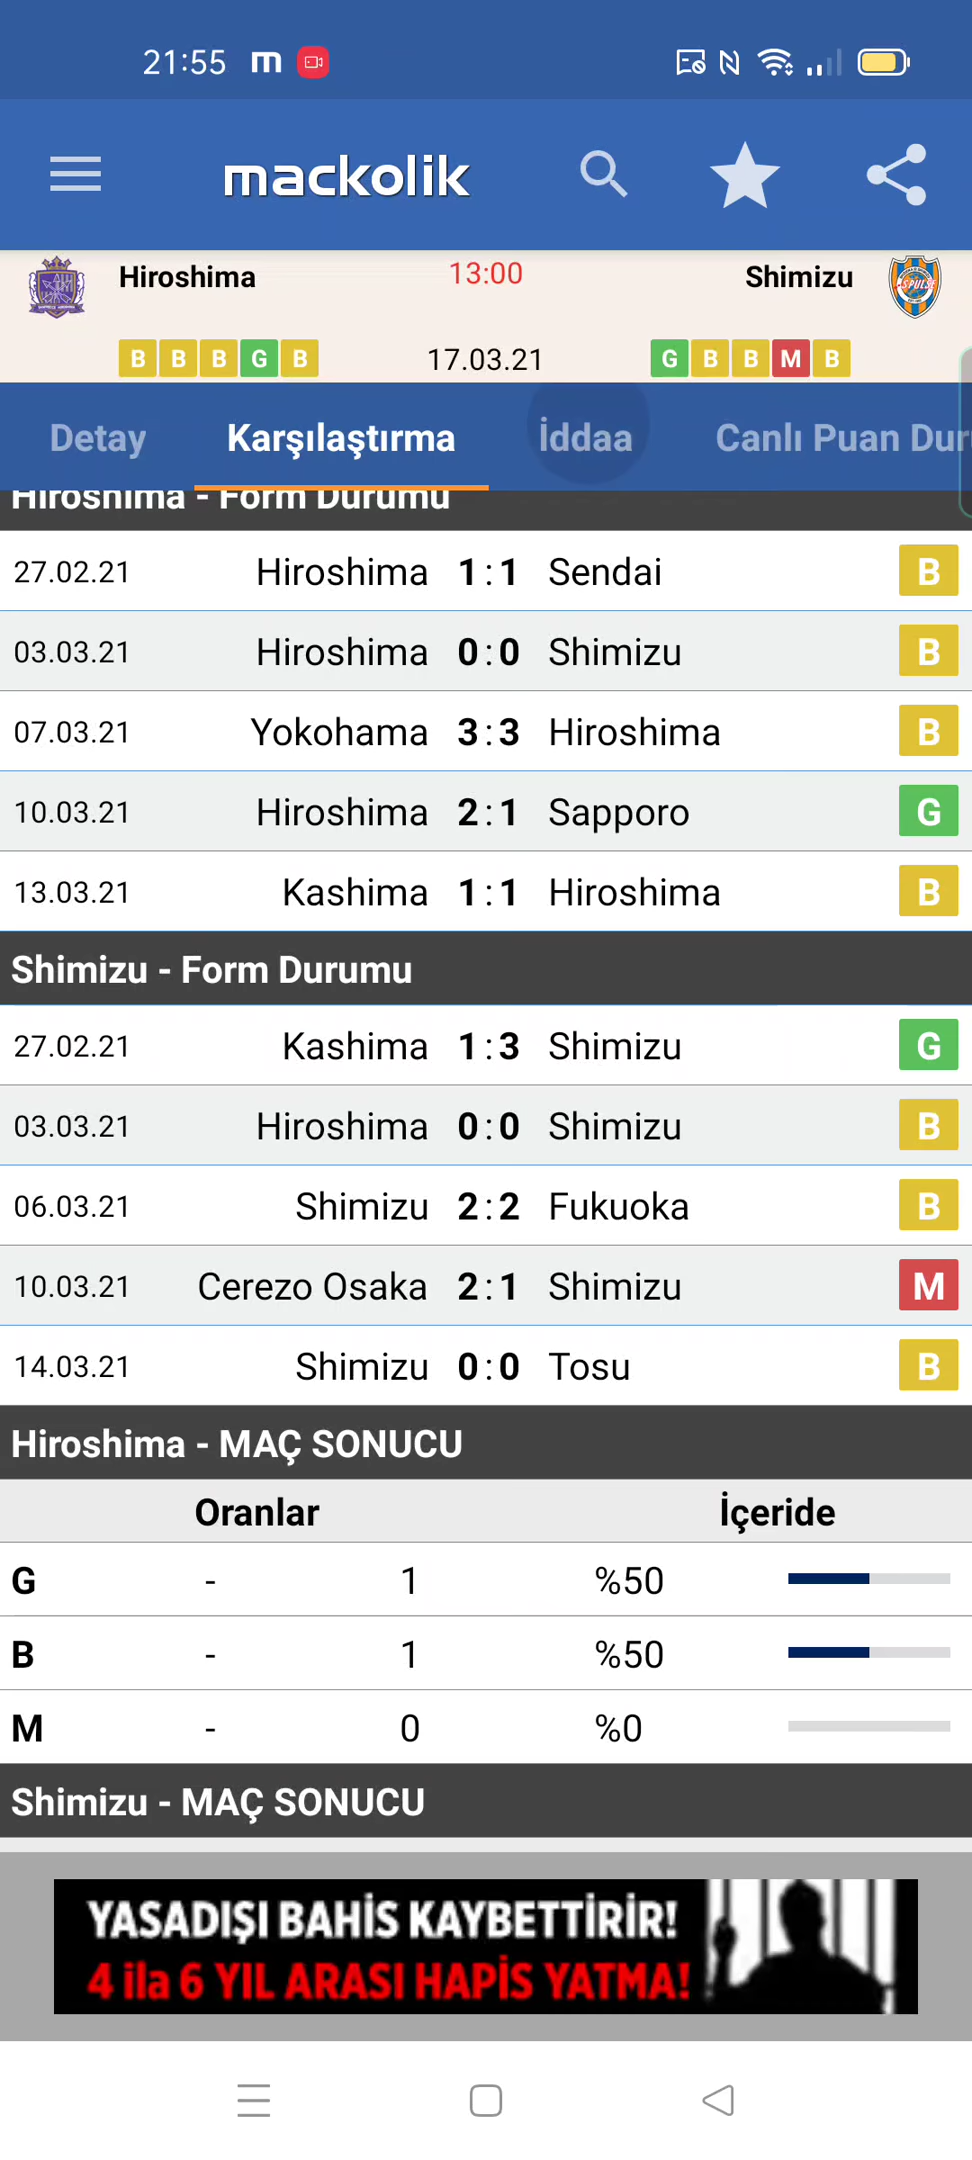 21:55 m
mackolik
Hiroshima 13:00 Shimizu
B B B G B 17.03.21 G B B M B
Detay Karşılaştırma İddaa Canlı Puan Dur
Hiroshima - Form Durumu
27.02.21 Hiroshima 1 : 1 Sendai B
03.03.21 Hiroshima 0 : 0 Shimizu B
07.03.21 Yokohama 3 : 3 Hiroshima B
10.03.21 Hiroshima 2 : 1 Sapporo G
13.03.21 Kashima 1 : 1 Hiroshima B
Shimizu - Form Durumu
27.02.21 Kashima 1 : 3 Shimizu G
03.03.21 Hiroshima 0 : 0 Shimizu B
06.03.21 Shimizu 2 : 2 Fukuoka B
10.03.21 Cerezo Osaka 2 : 1 Shimizu M
14.03.21 Shimizu 0 : 0 Tosu B
Hiroshima - MAÇ SONUCU
Oranlar İçeride
G - 1 %50
B - 1 %50
M - 0 %0
Shimizu - MAÇ SONUCU
YASADIŞI BAHİS KAYBETTİRİR!
4 ila 6 YIL ARASI HAPİS YATMA!